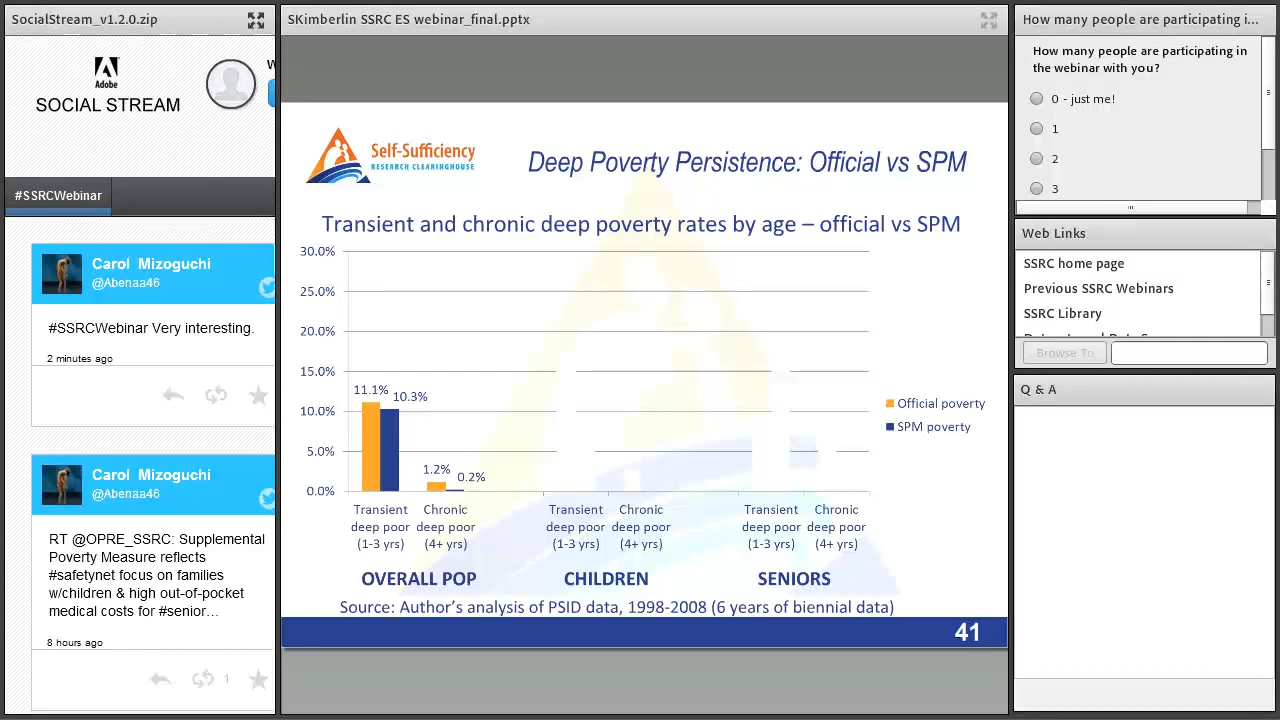 SocialStream_v1.2.0.zip
Adobe
SOCIAL STREAM
#SSRCWebinar
Carol Mizoguchi
@Abenaa46
#SSRCWebinar Very interesting.
2 minutes ago
Carol Mizoguchi
@Abenaa46
RT @OPRE_SSRC: Supplemental
Poverty Measure reflects
#safetynet focus on families
w/children & high out-of-pocket
medical costs for #senior…
8 hours ago
1
SKimberlin SSRC ES webinar_final.pptx
Self-Sufficiency
RESEARCH CLEARINGHOUSE
Deep Poverty Persistence: Official vs SPM
Transient and chronic deep poverty rates by age – official vs SPM
30.0%
25.0%
20.0%
15.0%
10.0%
5.0%
0.0%
11.1%
10.3%
1.2%
0.2%
Official poverty
SPM poverty
Transient deep poor (1-3 yrs)
Chronic deep poor (4+ yrs)
Transient deep poor (1-3 yrs)
Chronic deep poor (4+ yrs)
Transient deep poor (1-3 yrs)
Chronic deep poor (4+ yrs)
OVERALL POP
CHILDREN
SENIORS
Source: Author's analysis of PSID data, 1998-2008 (6 years of biennial data)
41
How many people are participating i...
How many people are participating in
the webinar with you?
0 - just me!
1
2
3
Web Links
SSRC home page
Previous SSRC Webinars
SSRC Library
Browse To
Q & A